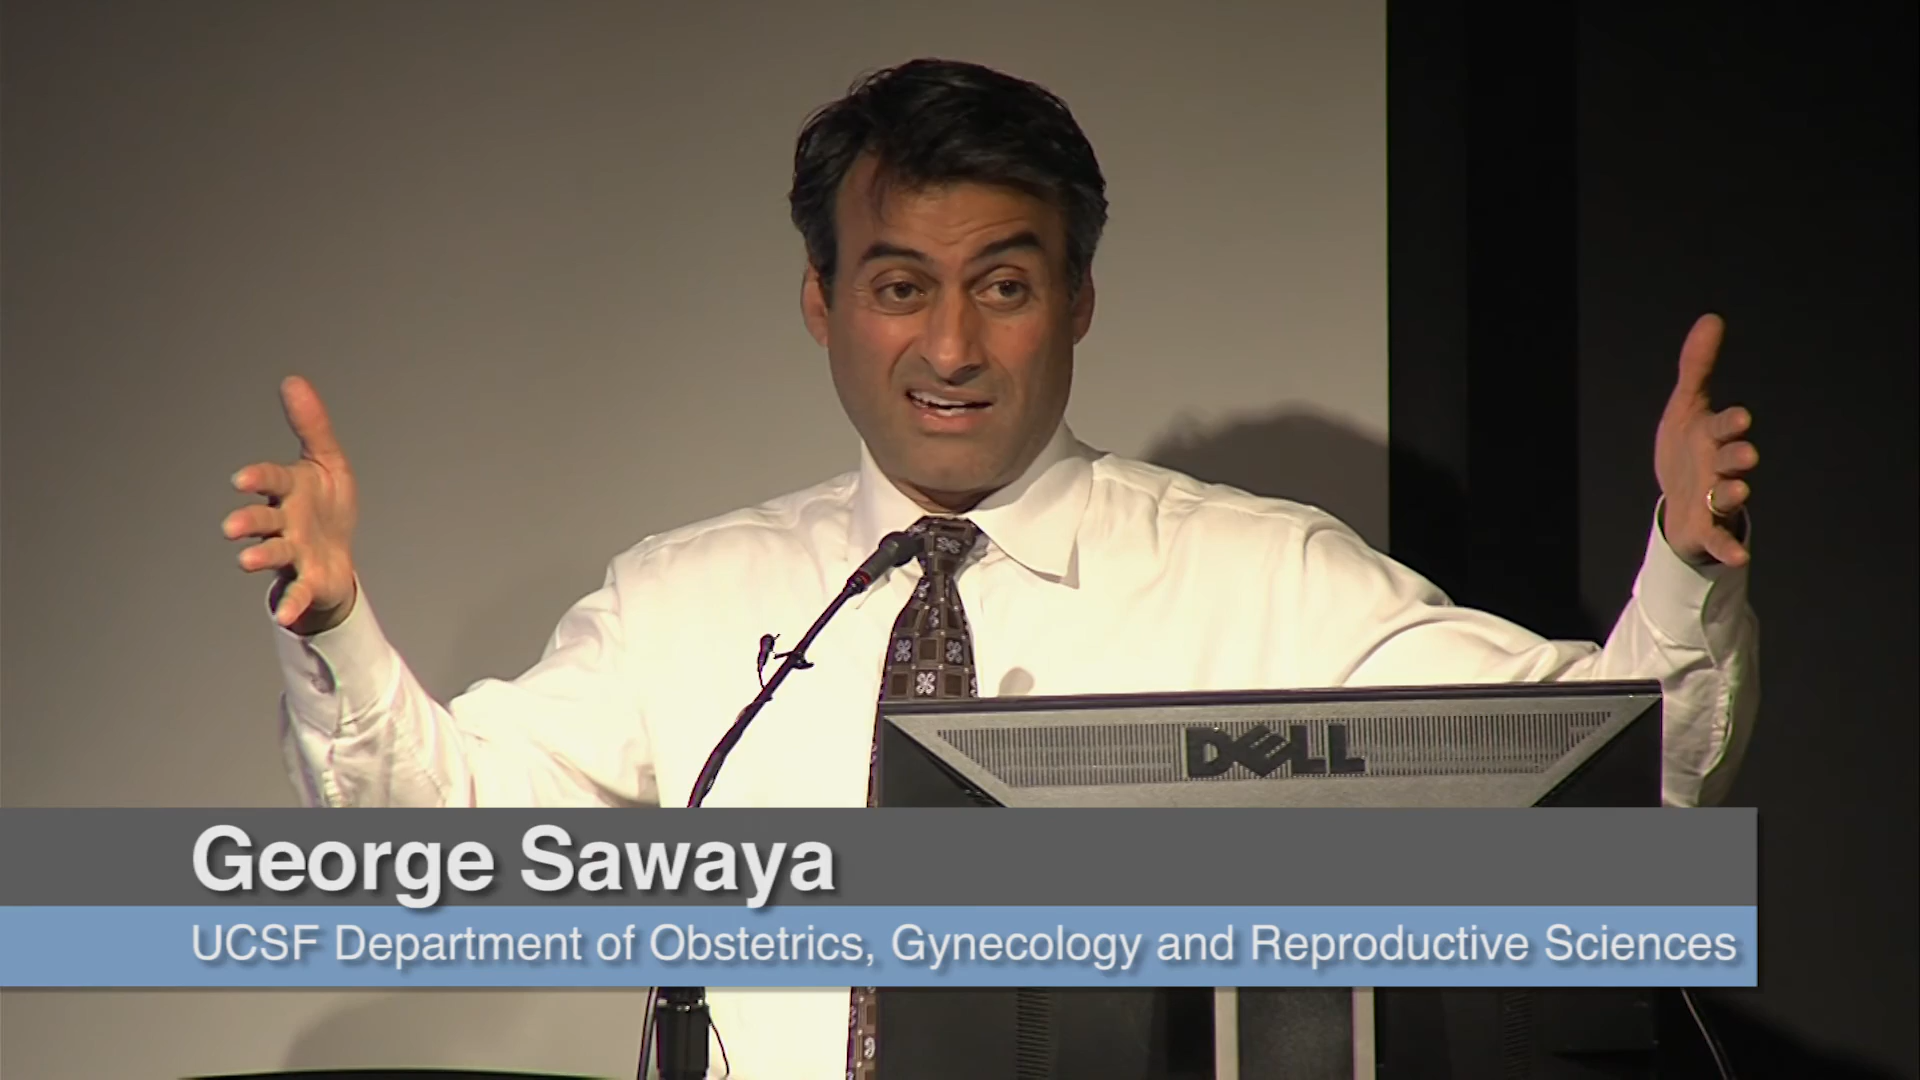 DELL
George Sawaya
UCSF Department of Obstetrics, Gynecology and Reproductive Sciences